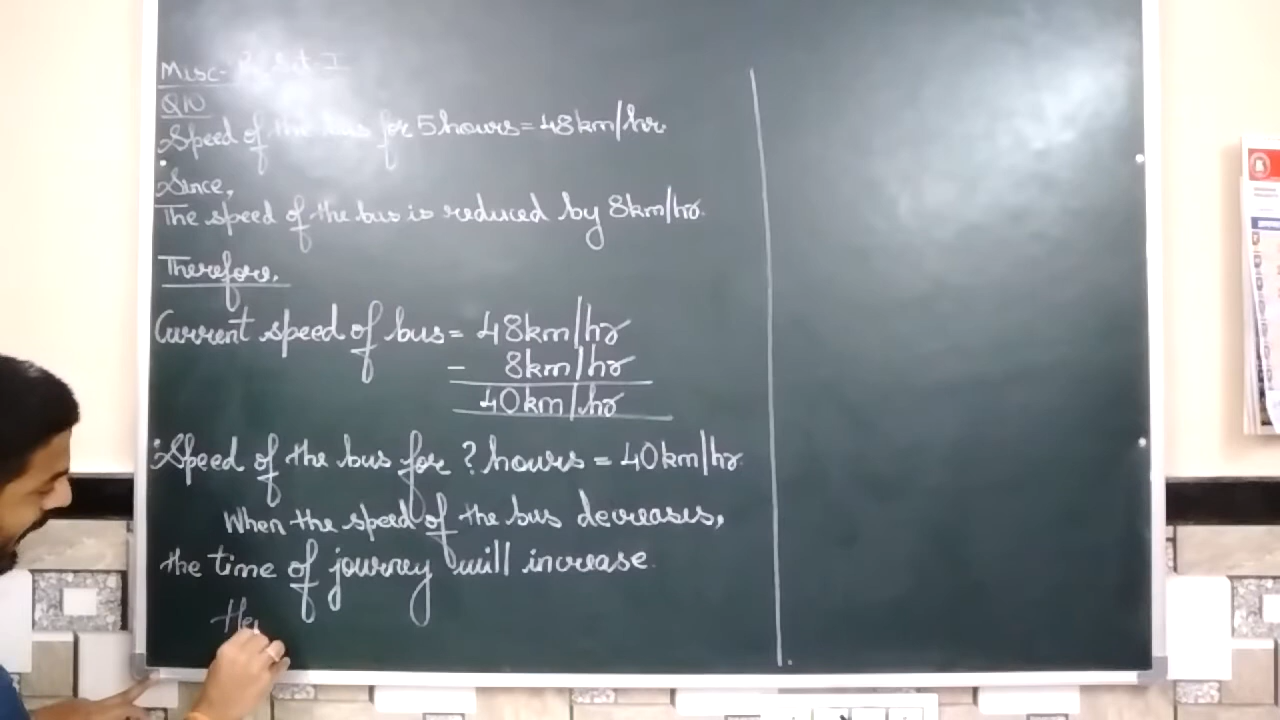 Misc-
Q10
Speed of the bus for 5 hours = 48km/hr.
Since,
The speed of the bus is reduced by 8km/hr.
Therefore,
Current speed of bus = 48km/hr
- 8km/hr
40km/hr
Speed of the bus for ? hours = 40km/hr.
When the speed of the bus decreases,
the time of journey will increase.